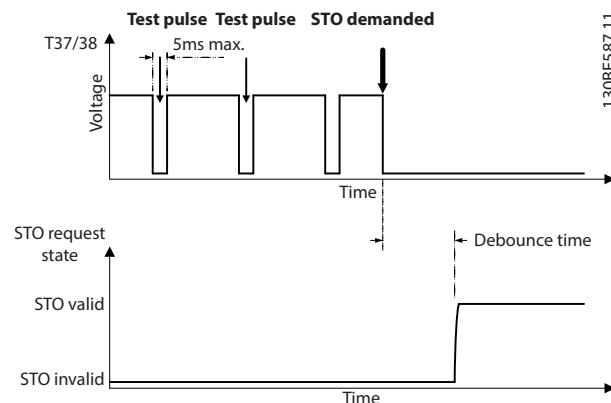 Test pulse Test pulse STO demanded
T37/38
5ms max.
Voltage
Time
130BE587.11
STO request
state
Debounce time
STO valid
STO invalid
Time